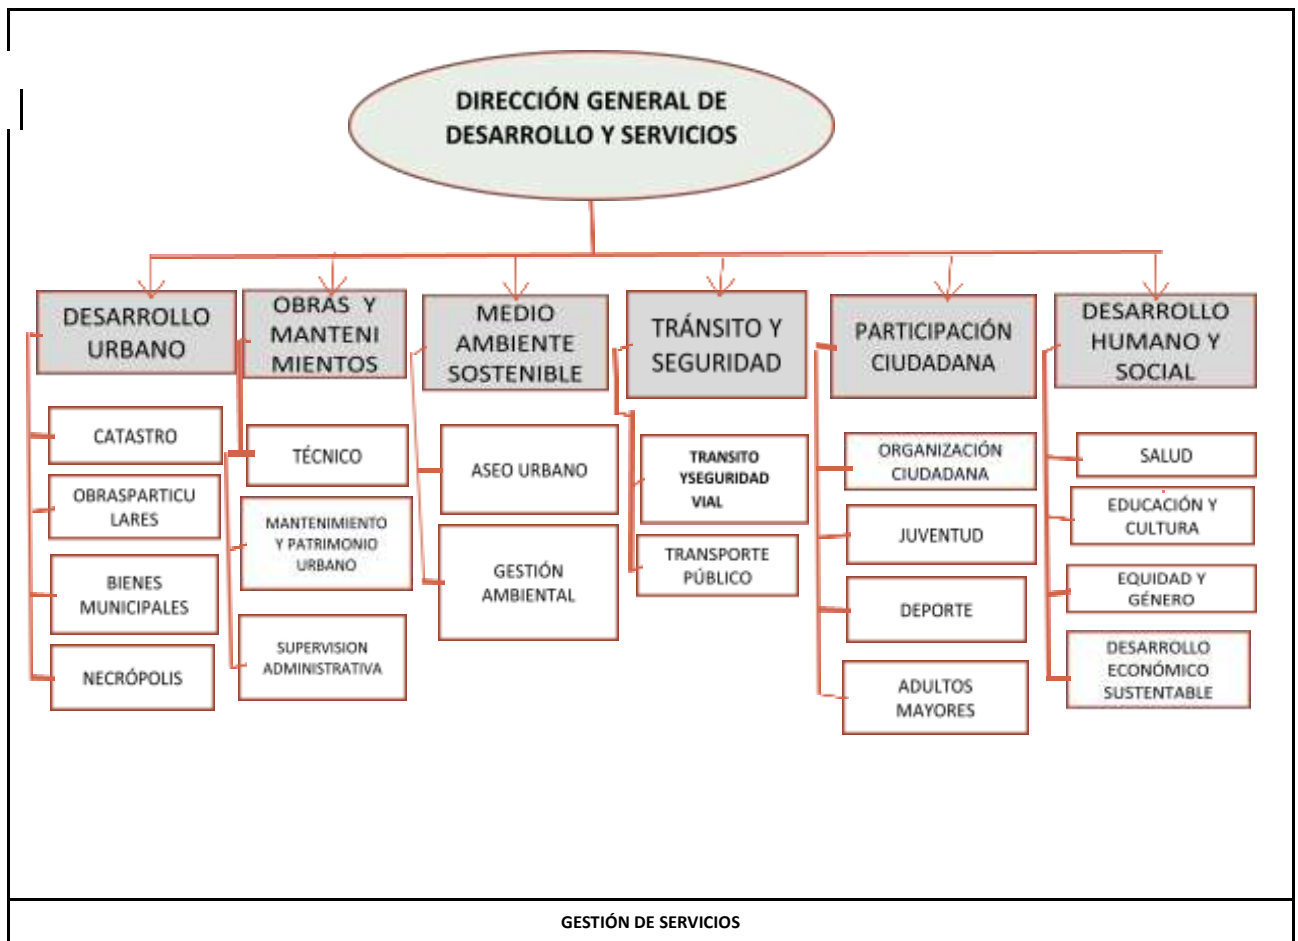 DIRECCIÓN GENERAL DE
DESARROLLO Y SERVICIOS
DESARROLLO
URBANO
CATASTRO
OBRASPARTICU
LARES
BIENES
MUNICIPALES
NECRÓPOLIS
OBRAS Y
MANTENI
MIENTOS
TÉCNICO
MANTENIMIENTO
Y PATRIMONIO
URBANO
SUPERVISION
ADMINISTRATIVA
MEDIO
AMBIENTE
SOSTENIBLE
ASEO URBANO
GESTIÓN
AMBIENTAL
TRÁNSITO Y
SEGURIDAD
TRANSITO
YSEGURIDAD
VIAL
TRANSPORTE
PÚBLICO
PARTICIPACIÓN
CIUDADANA
ORGANIZACIÓN
CIUDADANA
JUVENTUD
DEPORTE
ADULTOS
MAYORES
DESARROLLO
HUMANO Y
SOCIAL
SALUD
EDUCACIÓN Y
CULTURA
EQUIDAD Y
GÉNERO
DESARROLLO
ECONÓMICO
SUSTENTABLE
GESTIÓN DE SERVICIOS